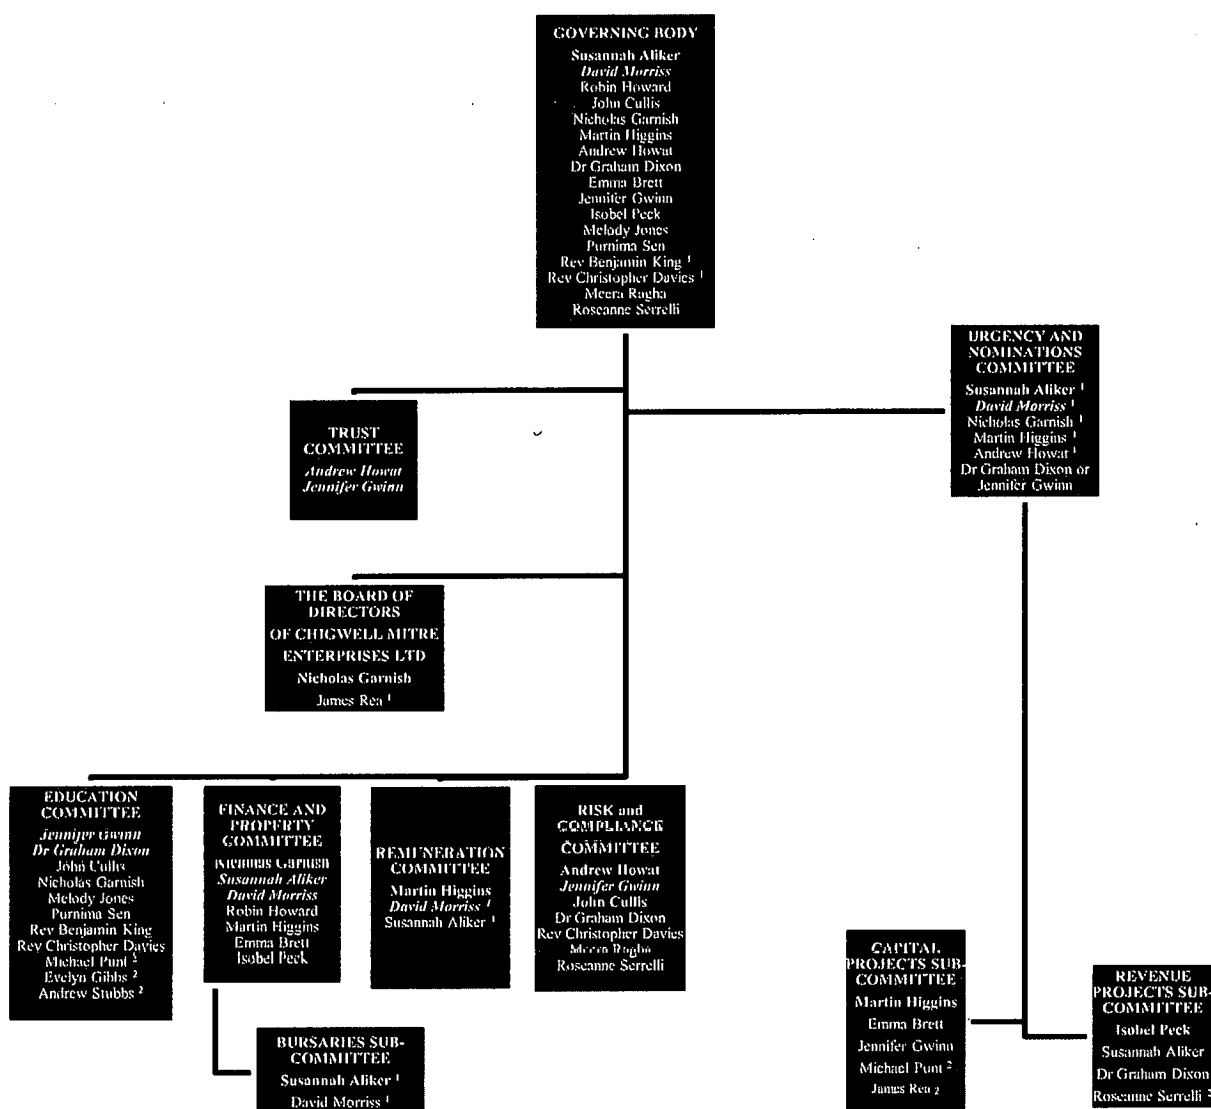 GOVERNING BODY
Susannah Aliker
David Morriss
Robin Howard
John Cullis
Nicholas Garnish
Martin Higgins
Andrew Howat
Dr Graham Dixon
Emma Brett
Jennifer Gwinn
Isobel Peck
Melody Jones
Purnima Sen
Rev Benjamin King ¹
Rev Christopher Davies ¹
Meera Ragha
Roseanne Serrelli
URGENCY AND
NOMINATIONS
COMMITTEE
Susannah Aliker ¹
David Morriss ¹
Nicholas Garnish ¹
Martin Higgins ¹
Andrew Howat ¹
Dr Graham Dixon or
Jennifer Gwinn
TRUST
COMMITTEE
Andrew Howat
Jennifer Gwinn
THE BOARD OF
DIRECTORS
OF CHIGWELL MITRE
ENTERPRISES LTD
Nicholas Garnish
James Rea ¹
EDUCATION
COMMITTEE
Jennifer Gwinn
Dr Graham Dixon
John Cullis
Nicholas Garnish
Melody Jones
Purnima Sen
Rev Benjamin King
Rev Christopher Davies
Michael Punt
Evelyn Gibbs ²
Andrew Stubbs ²
FINANCE AND
PROPERTY
COMMITTEE
Nicholas Garnish
Susannah Aliker
David Morriss
Robin Howard
Martin Higgins
Emma Brett
Isobel Peck
REMUNERATION
COMMITTEE
Martin Higgins
David Morriss ¹
Susannah Aliker ¹
RISK and
COMPLIANCE
COMMITTEE
Andrew Howat
Jennifer Gwinn
John Cullis
Dr Graham Dixon
Rev Christopher Davies
Meera Ragha
Roseanne Serrelli
BURSARIES SUB-
COMMITTEE
Susannah Aliker ¹
David Morriss ¹
CAPITAL
PROJECTS SUB-
COMMITTEE
Martin Higgins
Emma Brett
Jennifer Gwinn
Michael Punt ²
James Rea ²
REVENUE
PROJECTS SUB-
COMMITTEE
Isobel Peck
Susannah Aliker
Dr Graham Dixon
Roseanne Serrelli